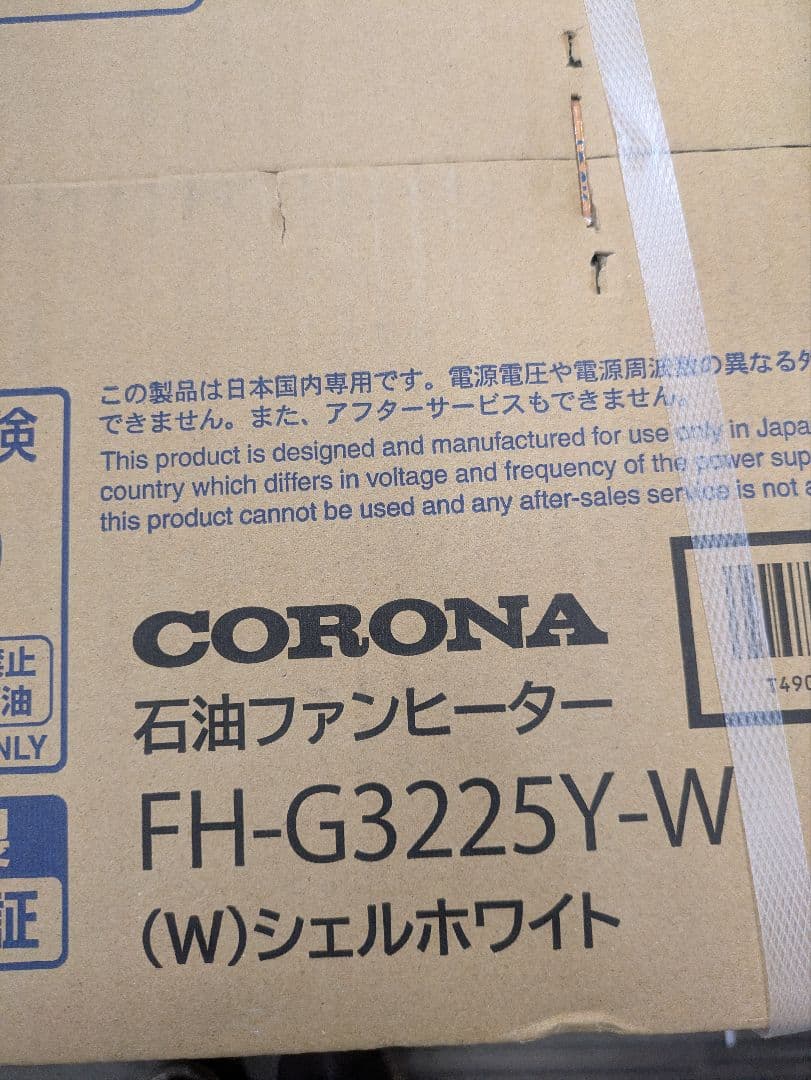 この製品は日本国内専用です。電源電圧や電源周波数の異なる外
できません。また、アフターサービスもできません。
This product is designed and manufactured for use only in Japa
country which differs in voltage and frequency of the power sup
this product cannot be used and any after-sales service is not a
検
禁止
油
NLY
証
CORONA
石油ファンヒーター
FH-G3225Y-W
(W)シェルホワイト
T490